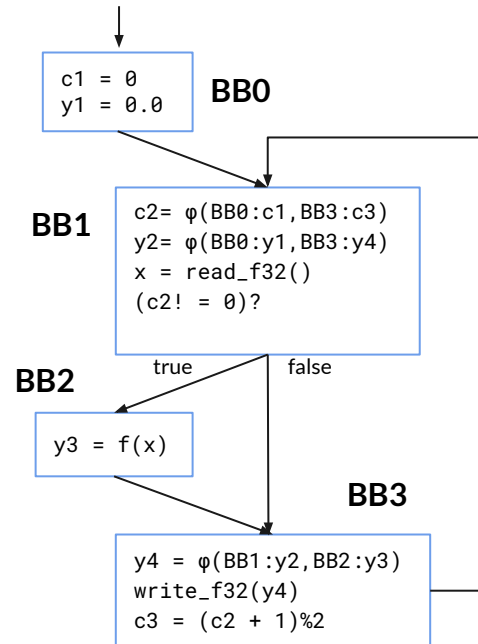 c1 = 0
y1 = 0.0
BB0
BB1
c2= φ(BB0:c1,BB3:c3)
y2= φ(BB0:y1,BB3:y4)
x = read_f32()
(c2! = 0)?
true
false
BB2
y3 = f(x)
BB3
y4 = φ(BB1:y2,BB2:y3)
write_f32(y4)
c3 = (c2 + 1)%2